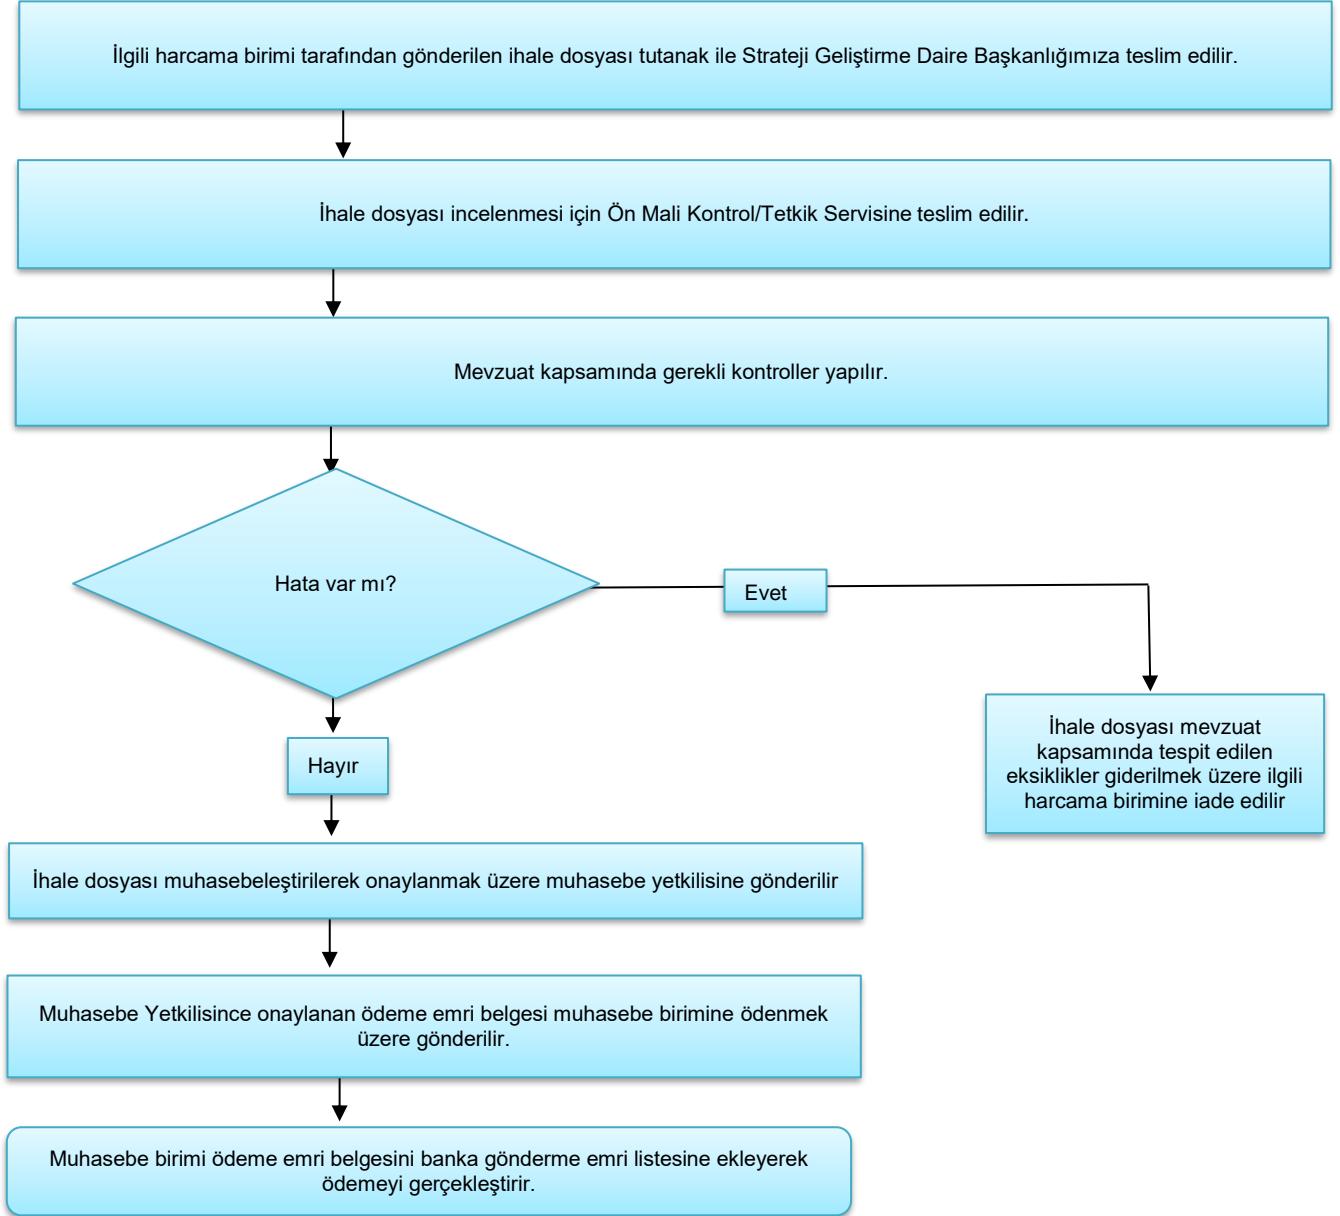 İlgili harcama birimi tarafından gönderilen ihale dosyası tutanak ile Strateji Geliştirme Daire Başkanlığımıza teslim edilir.
İhale dosyası incelenmesi için Ön Mali Kontrol/Tetkik Servisine teslim edilir.
Mevzuat kapsamında gerekli kontroller yapılır.
Hata var mı?
Evet
İhale dosyası mevzuat
kapsamında tespit edilen
eksiklikler giderilmek üzere ilgili
harcama birimine iade edilir
Hayır
İhale dosyası muhasebeleştirilerek onaylanmak üzere muhasebe yetkilisine gönderilir
Muhasebe Yetkilisince onaylanan ödeme emri belgesi muhasebe birimine ödenmek
üzere gönderilir.
Muhasebe birimi ödeme emri belgesini banka gönderme emri listesine ekleyerek
ödemeyi gerçekleştirir.